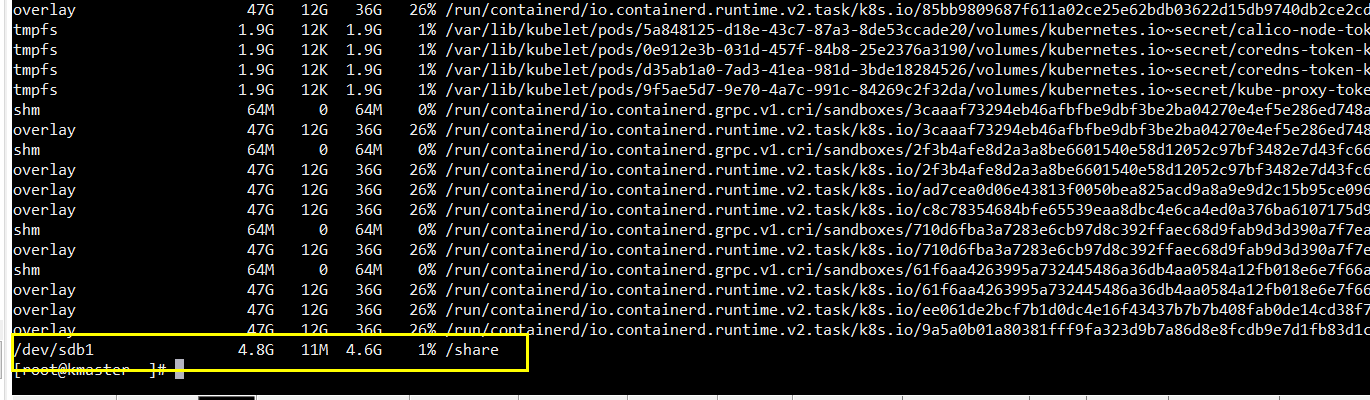 overlay 47G 12G 36G 26% /run/containerd/io.containerd.runtime.v2.task/k8s.io/85bb9809687f611a02ce25e62bdb03622d15db9740db2ce2cd
tmpfs 1.9G 12K 1.9G 1% /var/lib/kubelet/pods/5a848125-d18e-43c7-87a3-8de53ccade20/volumes/kubernetes.io~secret/calico-node-tok
tmpfs 1.9G 12K 1.9G 1% /var/lib/kubelet/pods/0e912e3b-031d-457f-84b8-25e2376a3190/volumes/kubernetes.io~secret/coredns-token-k
tmpfs 1.9G 12K 1.9G 1% /var/lib/kubelet/pods/d35ab1a0-7ad3-41ea-981d-3bde18284526/volumes/kubernetes.io~secret/coredns-token-k
tmpfs 1.9G 12K 1.9G 1% /var/lib/kubelet/pods/9f5ae5d7-9e70-4a7c-991c-84269c2f32da/volumes/kubernetes.io~secret/kube-proxy-toke
shm 64M 0 64M 0% /run/containerd/io.containerd.grpc.v1.cri/sandboxes/3caaaf73294eb46afbfbe9dbf3be2ba04270e4ef5e286ed748a
overlay 47G 12G 36G 26% /run/containerd/io.containerd.runtime.v2.task/k8s.io/3caaaf73294eb46afbfbe9dbf3be2ba04270e4ef5e286ed748
shm 64M 0 64M 0% /run/containerd/io.containerd.grpc.v1.cri/sandboxes/2f3b4afe8d2a3a8be6601540e58d12052c97bf3482e7d43fc66
overlay 47G 12G 36G 26% /run/containerd/io.containerd.runtime.v2.task/k8s.io/2f3b4afe8d2a3a8be6601540e58d12052c97bf3482e7d43fc6
overlay 47G 12G 36G 26% /run/containerd/io.containerd.runtime.v2.task/k8s.io/ad7cea0d06e43813f0050bea825acd9a8a9e9d2c15b95ce096
overlay 47G 12G 36G 26% /run/containerd/io.containerd.runtime.v2.task/k8s.io/c8c78354684bfe65539eaa8dbc4e6ca4ed0a376ba6107175d9
shm 64M 0 64M 0% /run/containerd/io.containerd.grpc.v1.cri/sandboxes/710d6fba3a7283e6cb97d8c392ffaec68d9fab9d3d390a7f7ea
overlay 47G 12G 36G 26% /run/containerd/io.containerd.runtime.v2.task/k8s.io/710d6fba3a7283e6cb97d8c392ffaec68d9fab9d3d390a7f7e
shm 64M 0 64M 0% /run/containerd/io.containerd.grpc.v1.cri/sandboxes/61f6aa4263995a732445486a36db4aa0584a12fb018e6e7f66a
overlay 47G 12G 36G 26% /run/containerd/io.containerd.runtime.v2.task/k8s.io/61f6aa4263995a732445486a36db4aa0584a12fb018e6e7f66
overlay 47G 12G 36G 26% /run/containerd/io.containerd.runtime.v2.task/k8s.io/ee061de2bcf7b1d0dc4e16f43437b7b7b408fab0de14cd38f7
overlay 47G 12G 36G 26% /run/containerd/io.containerd.runtime.v2.task/k8s.io/9a5a0b01a80381fff9fa323d9b7a86d8e8fcdb9e7d1fb83d1c
/dev/sdb1 4.8G 11M 4.6G 1% /share
[root@kmaster ~]#